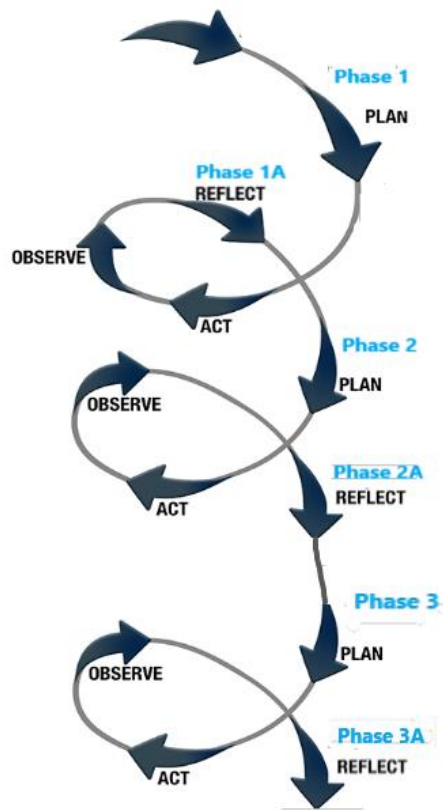 Phase 1
PLAN
Phase 1A
REFLECT
OBSERVE
ACT
Phase 2
PLAN
OBSERVE
ACT
Phase 2A
REFLECT
Phase 3
PLAN
OBSERVE
ACT
Phase 3A
REFLECT